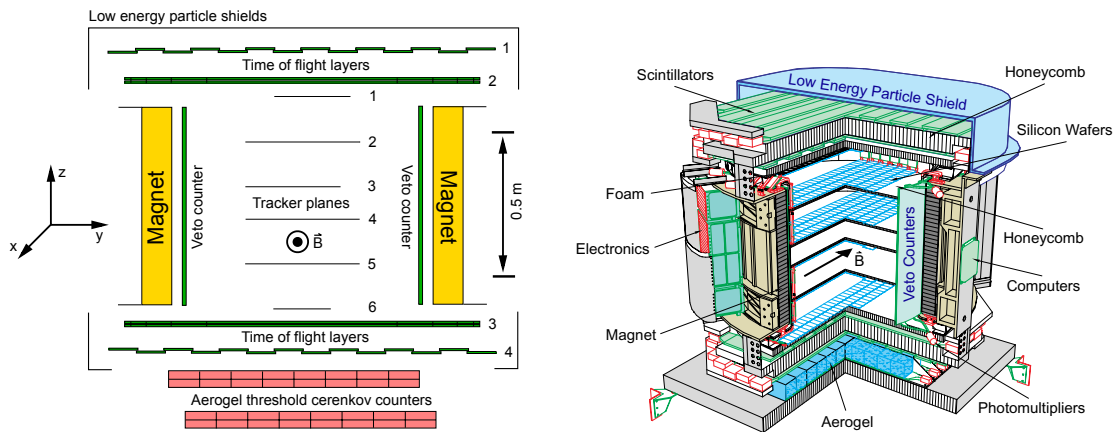 Low energy particle shields
1
Time of flight layers
2
1
2
3
Tracker planes
4
B
5
6
Magnet
Veto counter
Veto counter
Magnet
0.5 m
z
y
x
3
Time of flight layers
4
Aerogel threshold cerenkov counters
Scintillators
Honeycomb
Low Energy Particle Shield
Silicon Wafers
Foam
Electronics
Veto Counters
B
Honeycomb
Computers
Magnet
Aerogel
Photomultipliers